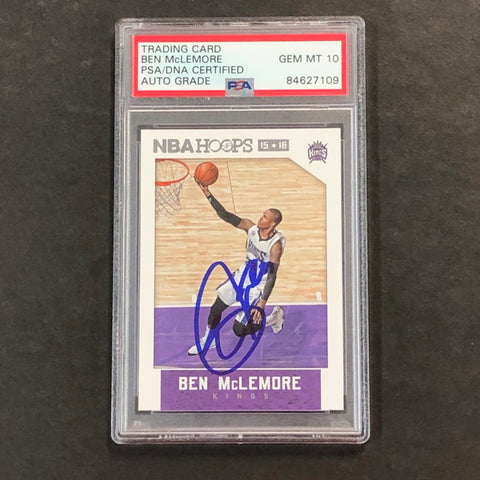 TRADING CARD
BEN McLEMORE GEM MT 10
PSA/DNA CERTIFIED
AUTO GRADE PSA 84627109
NBA HOOPS 15 ★ 16
KINGS
BEN McLEMORE
KINGS